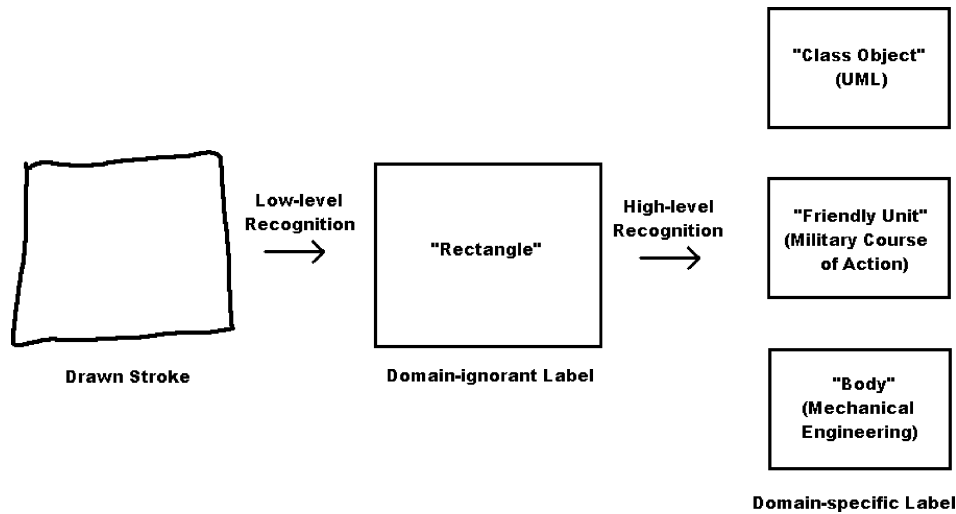 Drawn Stroke
Low-level
Recognition
"Rectangle"
Domain-ignorant Label
High-level
Recognition
"Class Object"
(UML)
"Friendly Unit"
(Military Course
of Action)
"Body"
(Mechanical
Engineering)
Domain-specific Label